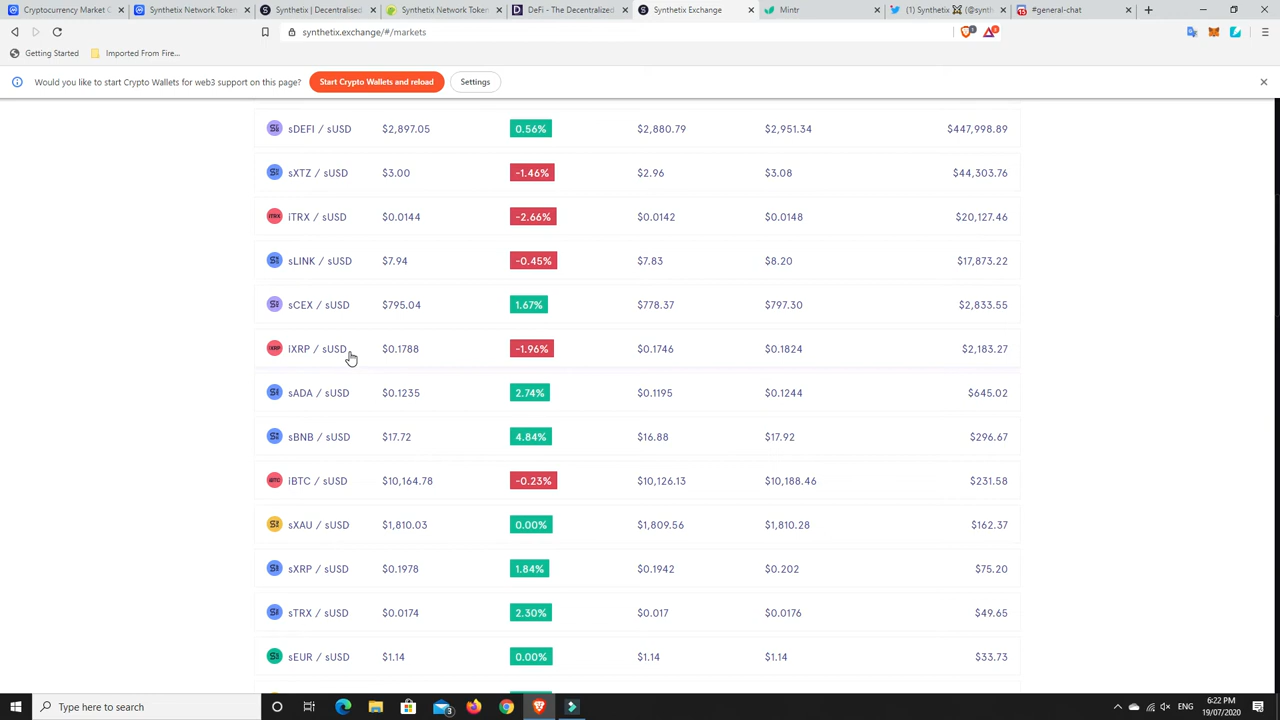 Cryptocurrency Market C
Synthetix Network Token
Synthetix | Decentralised
Synthetix Network Token
DeFi - The Decentralized
Synthetix Exchange
Mintr
Synthetix
#general-chat
synthetix.exchange/#/markets
Getting Started
Imported From Fire...
Would you like to start Crypto Wallets for web3 support on this page?
Start Crypto Wallets and reload
Settings
sDEFI / sUSD $2,897.05 0.56% $2,880.79 $2,951.34 $447,998.89
sXTZ / sUSD $3.00 -1.46% $2.96 $3.08 $44,303.76
iTRX / sUSD $0.0144 -2.66% $0.0142 $0.0148 $20,127.46
sLINK / sUSD $7.94 -0.45% $7.83 $8.20 $17,873.22
sCEX / sUSD $795.04 1.67% $778.37 $797.30 $2,833.55
iXRP / sUSD $0.1788 -1.96% $0.1746 $0.1824 $2,183.27
sADA / sUSD $0.1235 2.74% $0.1195 $0.1244 $645.02
sBNB / sUSD $17.72 4.84% $16.88 $17.92 $296.67
iBTC / sUSD $10,164.78 -0.23% $10,126.13 $10,188.46 $231.58
sXAU / sUSD $1,810.03 0.00% $1,809.56 $1,810.28 $162.37
sXRP / sUSD $0.1978 1.84% $0.1942 $0.202 $75.20
sTRX / sUSD $0.0174 2.30% $0.017 $0.0176 $49.65
sEUR / sUSD $1.14 0.00% $1.14 $1.14 $33.73
Type here to search
ENG
6:22 PM
19/07/2020